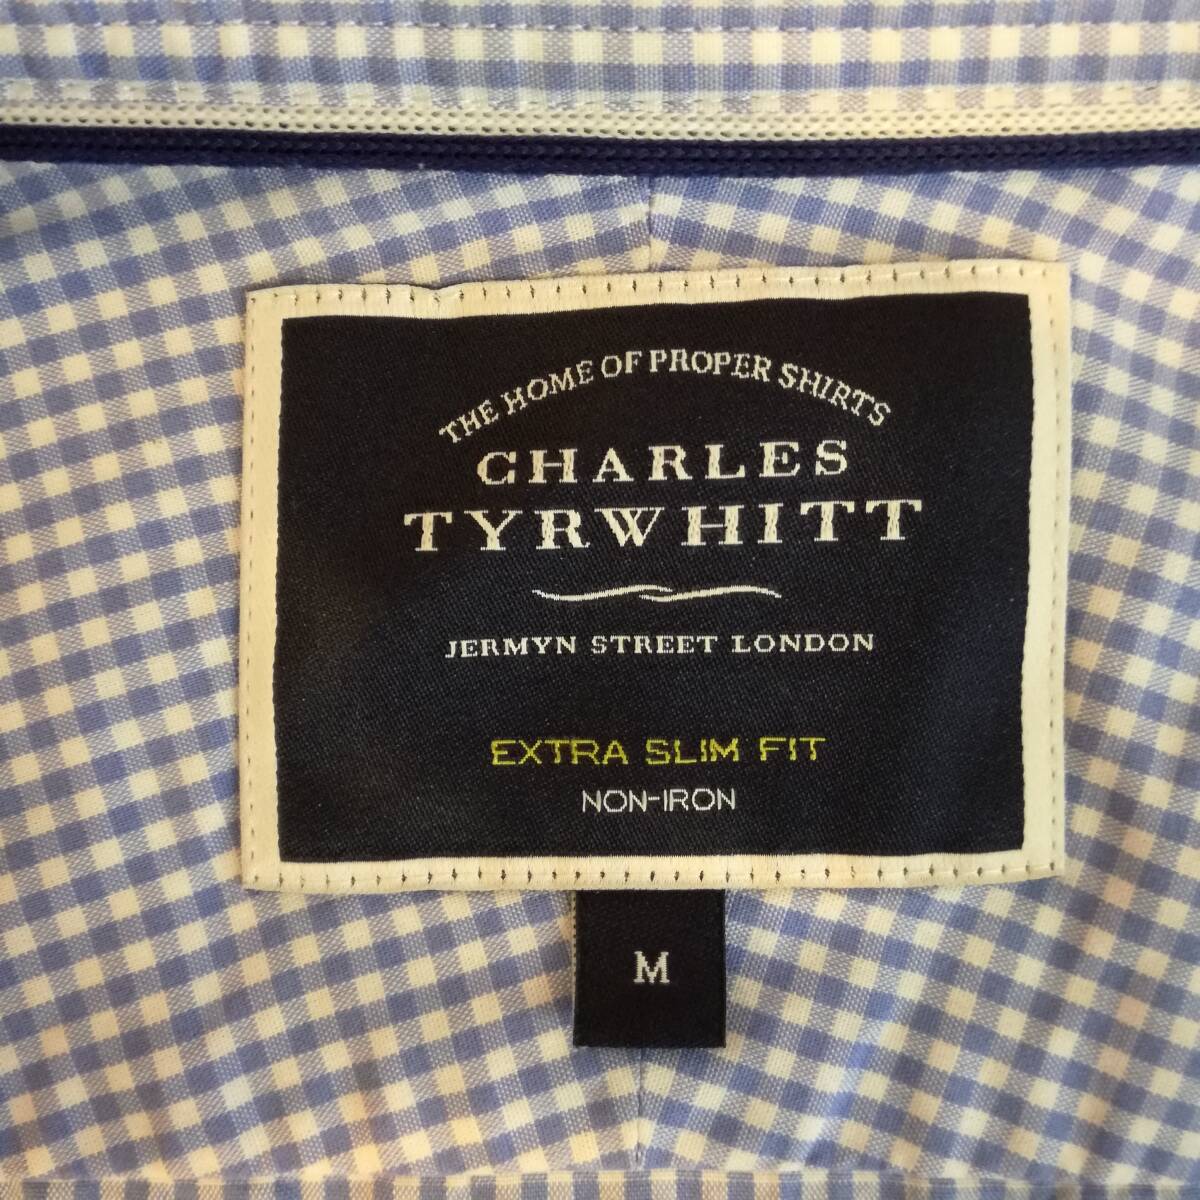 THE HOME OF PROPER SHIRTS
CHARLES
TYRWHITT
JERMYN STREET LONDON
EXTRA SLIM FIT
NON-IRON
M